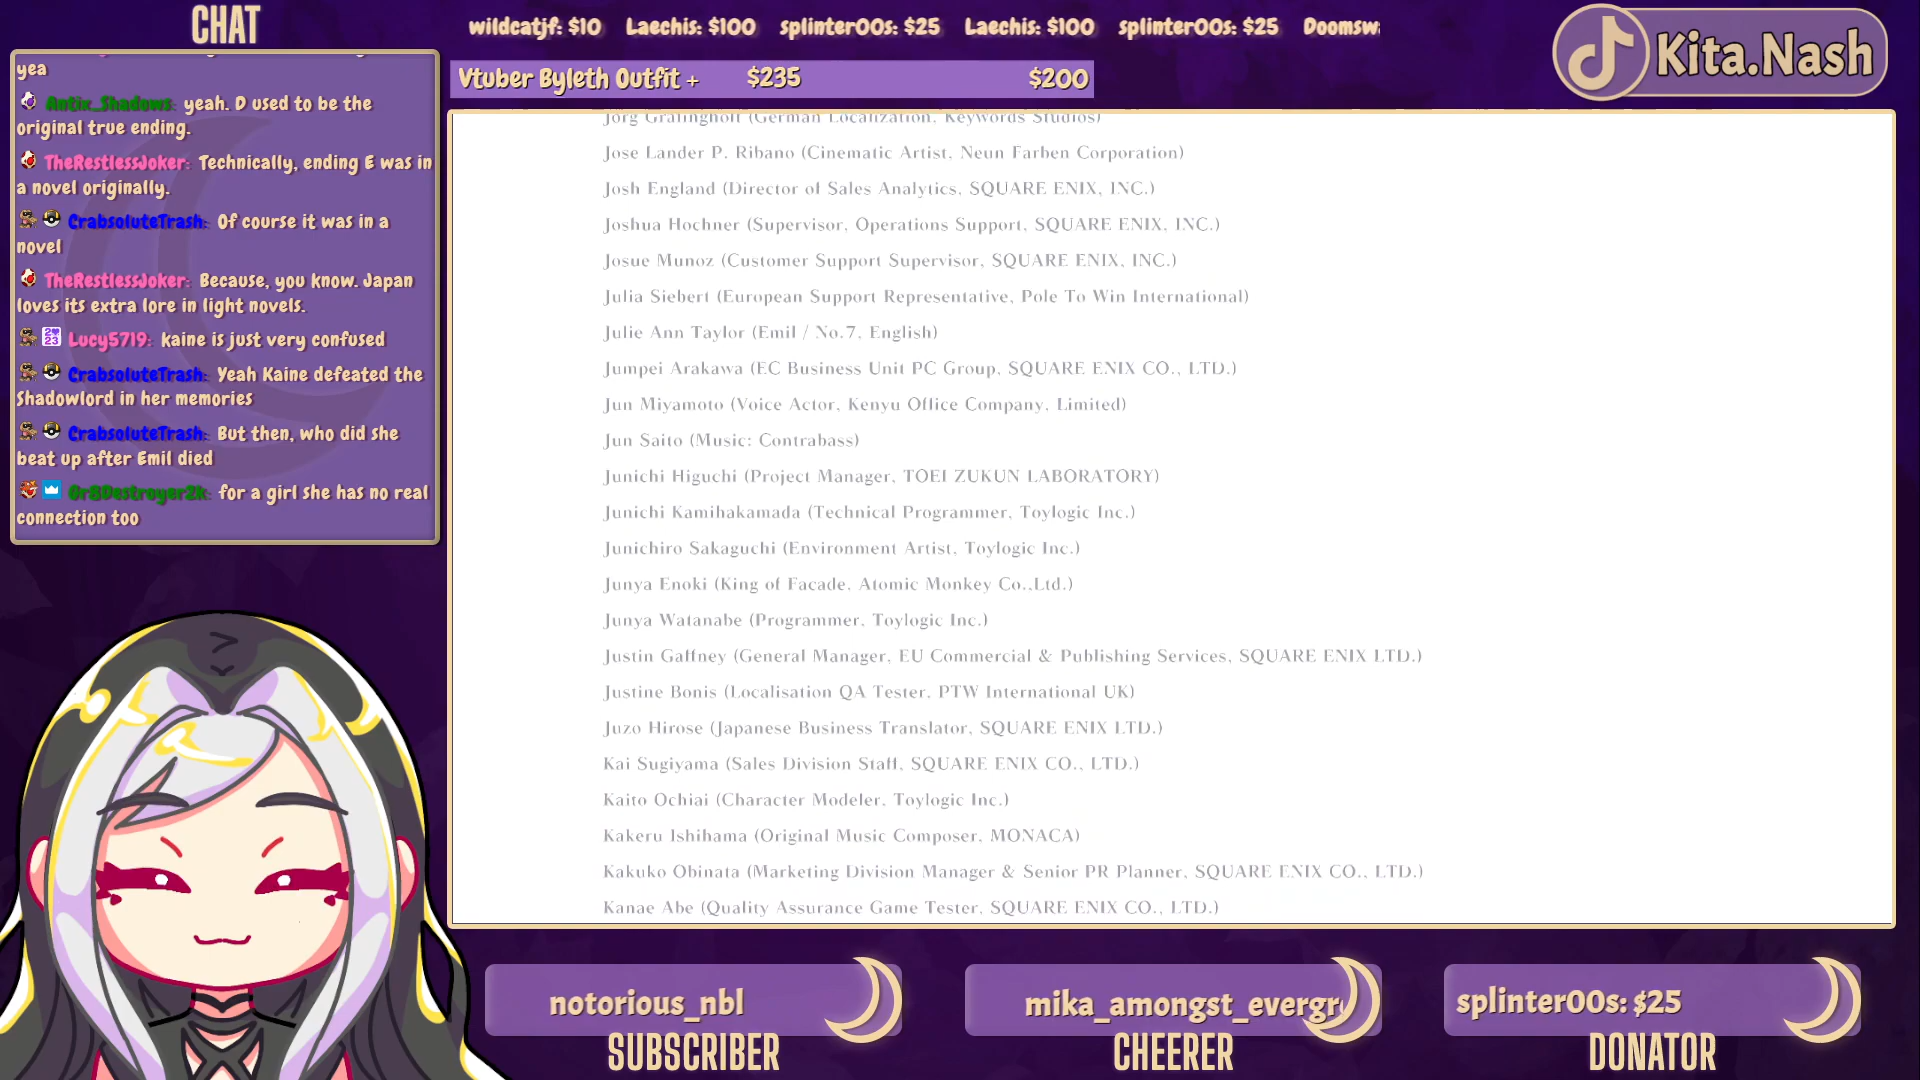 CHAT
wildcatjf: $10 Laechis: $100 splinter00s: $25 Laechis: $100 splinter00s: $25 Doomsw
Vtuber Byleth Outfit + $235 $200
Kita.Nash
yea
Antix_Shadows: yeah. D used to be the
original true ending.
TheRestlessJoker: Technically, ending E was in
a novel originally.
CrabsoluteTrash: Of course it was in a
novel
TheRestlessJoker: Because, you know. Japan
loves its extra lore in light novels.
Lucy5719: kaine is just very confused
CrabsoluteTrash: Yeah Kaine defeated the
Shadowlord in her memories
CrabsoluteTrash: But then, who did she
beat up after Emil died
Or8Destroyer2k: for a girl she has no real
connection too
Jorg Gralingholt (German Localization, Keywords Studios)
Jose Lander P. Ribano (Cinematic Artist, Neun Farben Corporation)
Josh England (Director of Sales Analytics, SQUARE ENIX, INC.)
Joshua Hochner (Supervisor, Operations Support, SQUARE ENIX, INC.)
Josue Munoz (Customer Support Supervisor, SQUARE ENIX, INC.)
Julia Siebert (European Support Representative, Pole To Win International)
Julie Ann Taylor (Emil / No.7, English)
Jumpei Arakawa (EC Business Unit PC Group, SQUARE ENIX CO., LTD.)
Jun Miyamoto (Voice Actor, Kenyu Office Company, Limited)
Jun Saito (Music: Contrabass)
Junichi Higuchi (Project Manager, TOEI ZUKUN LABORATORY)
Junichi Kamihakamada (Technical Programmer, Toylogic Inc.)
Junichiro Sakaguchi (Environment Artist, Toylogic Inc.)
Junya Enoki (King of Facade, Atomic Monkey Co.,Ltd.)
Junya Watanabe (Programmer, Toylogic Inc.)
Justin Gaffney (General Manager, EU Commercial & Publishing Services, SQUARE ENIX LTD.)
Justine Bonis (Localisation QA Tester, PTW International UK)
Juzo Hirose (Japanese Business Translator, SQUARE ENIX LTD.)
Kai Sugiyama (Sales Division Staff, SQUARE ENIX CO., LTD.)
Kaito Ochiai (Character Modeler, Toylogic Inc.)
Kakeru Ishihama (Original Music Composer, MONACA)
Kakuko Obinata (Marketing Division Manager & Senior PR Planner, SQUARE ENIX CO., LTD.)
Kanae Abe (Quality Assurance Game Tester, SQUARE ENIX CO., LTD.)
notorious_nbl
SUBSCRIBER
mika_amongst_evergr
CHEERER
splinter00s: $25
DONATOR